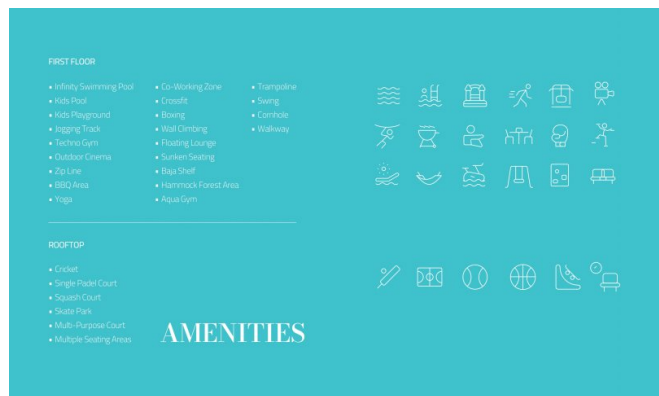 FIRST FLOOR
• Infinity Swimming Pool
• Kids Pool
• Kids Playground
• Jogging Track
• Techno Gym
• Outdoor Cinema
• Zip Line
• BBQ Area
• Yoga
• Co-Working Zone
• Crossfit
• Boxing
• Wall Climbing
• Floating Lounge
• Sunken Seating
• Baja Shelf
• Hammock Forest Area
• Aqua Gym
• Trampoline
• Swing
• Cornhole
• Walkway
ROOFTOP
• Cricket
• Single Padel Court
• Squash Court
• Skate Park
• Multi-Purpose Court
• Multiple Seating Areas
AMENITIES